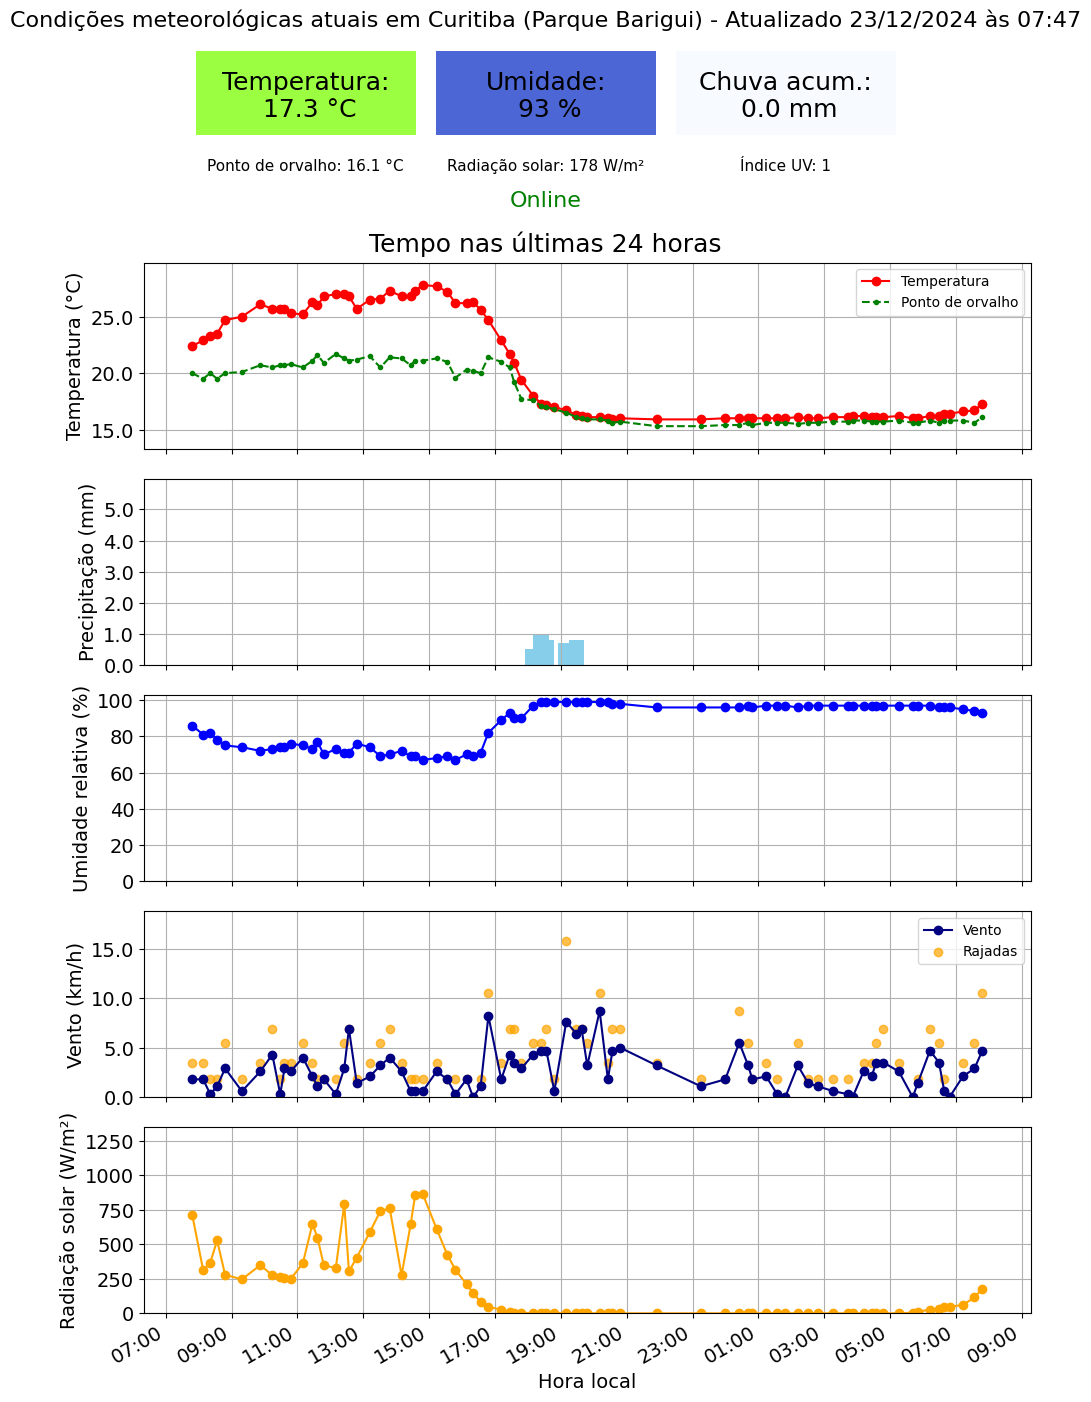 Condições meteorológicas atuais em Curitiba (Parque Barigui) - Atualizado 23/12/2024 às 07:47
Temperatura:
17.3 °C
Umidade:
93 %
Chuva acum.:
0.0 mm
Ponto de orvalho: 16.1 °C
Radiação solar: 178 W/m²
Índice UV: 1
Online
Tempo nas últimas 24 horas
Temperatura (°C)
25.0
20.0
15.0
Temperatura
Ponto de orvalho
Precipitação (mm)
5.0
4.0
3.0
2.0
1.0
0.0
Umidade relativa (%)
100
80
60
40
20
0
Vento (km/h)
15.0
10.0
5.0
0.0
Vento
Rajadas
Radiação solar (W/m²)
1250
1000
750
500
250
0
07:00
09:00
11:00
13:00
15:00
17:00
19:00
21:00
23:00
01:00
03:00
05:00
07:00
09:00
Hora local